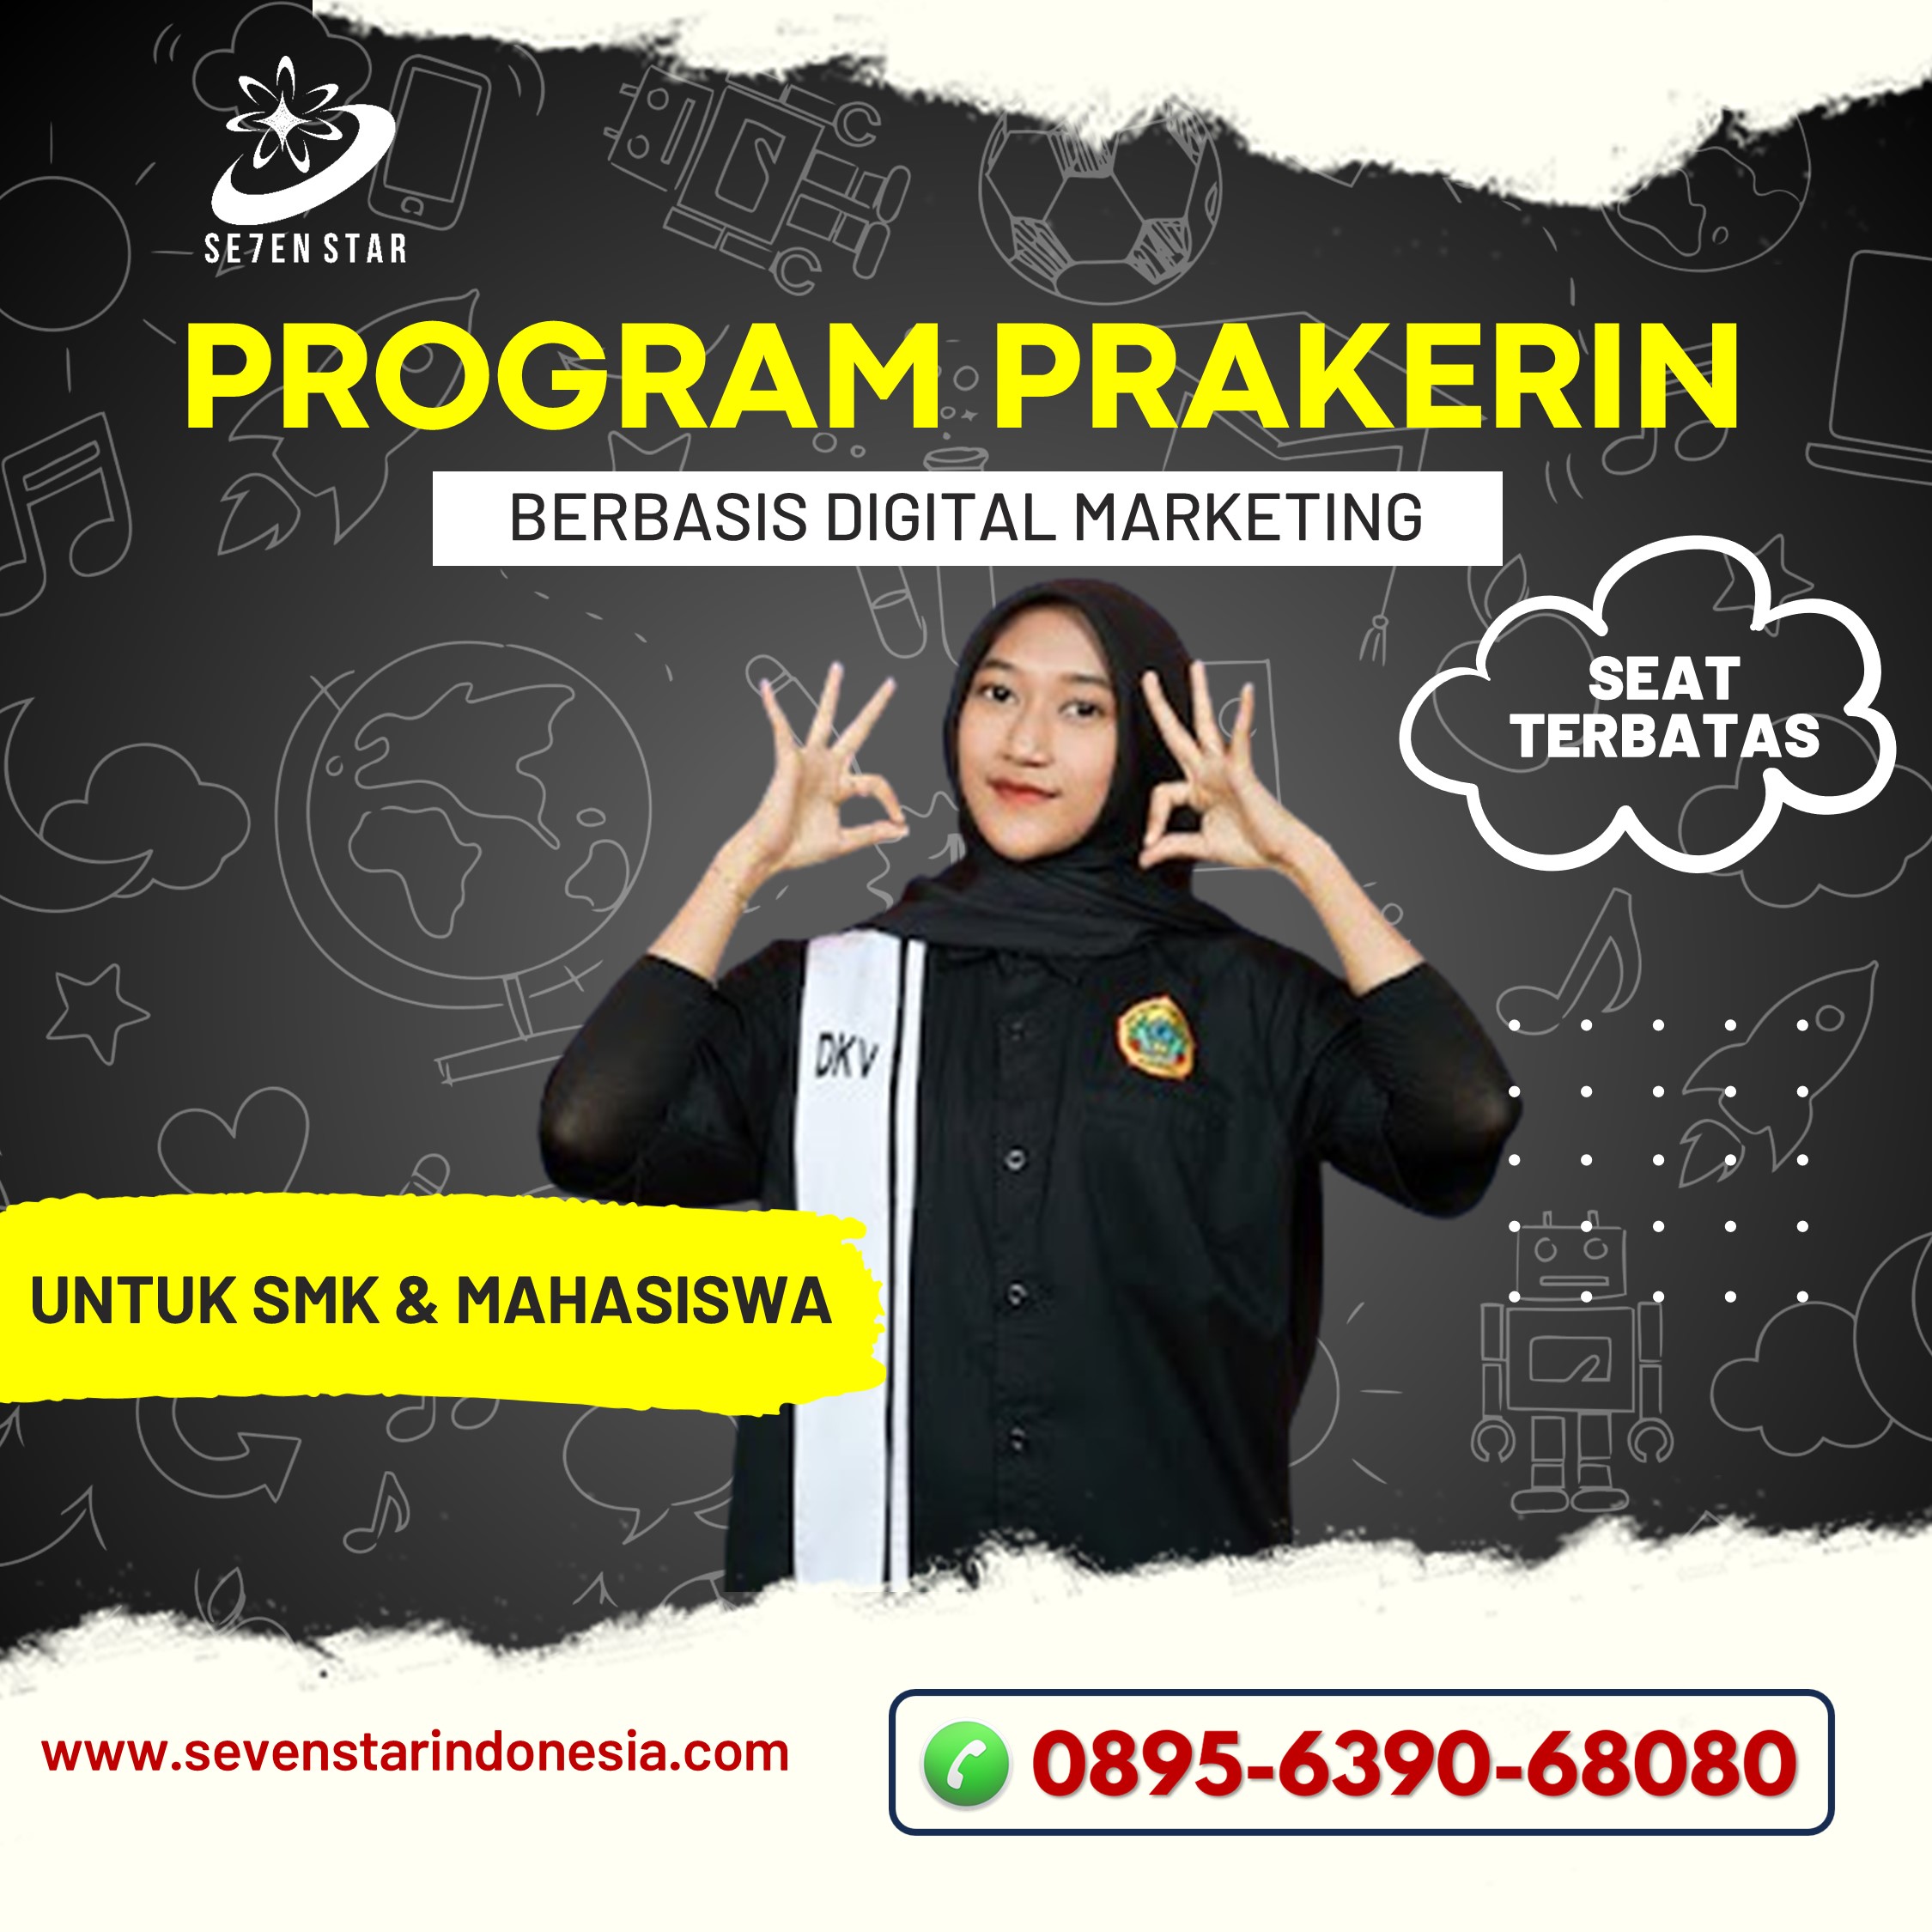 SE7EN STAR
PROGRAM PRAKERIN
BERBASIS DIGITAL MARKETING
SEAT
TERBATAS
DKV
UNTUK SMK & MAHASISWA
www.sevenstarindonesia.com
0895-6390-68080